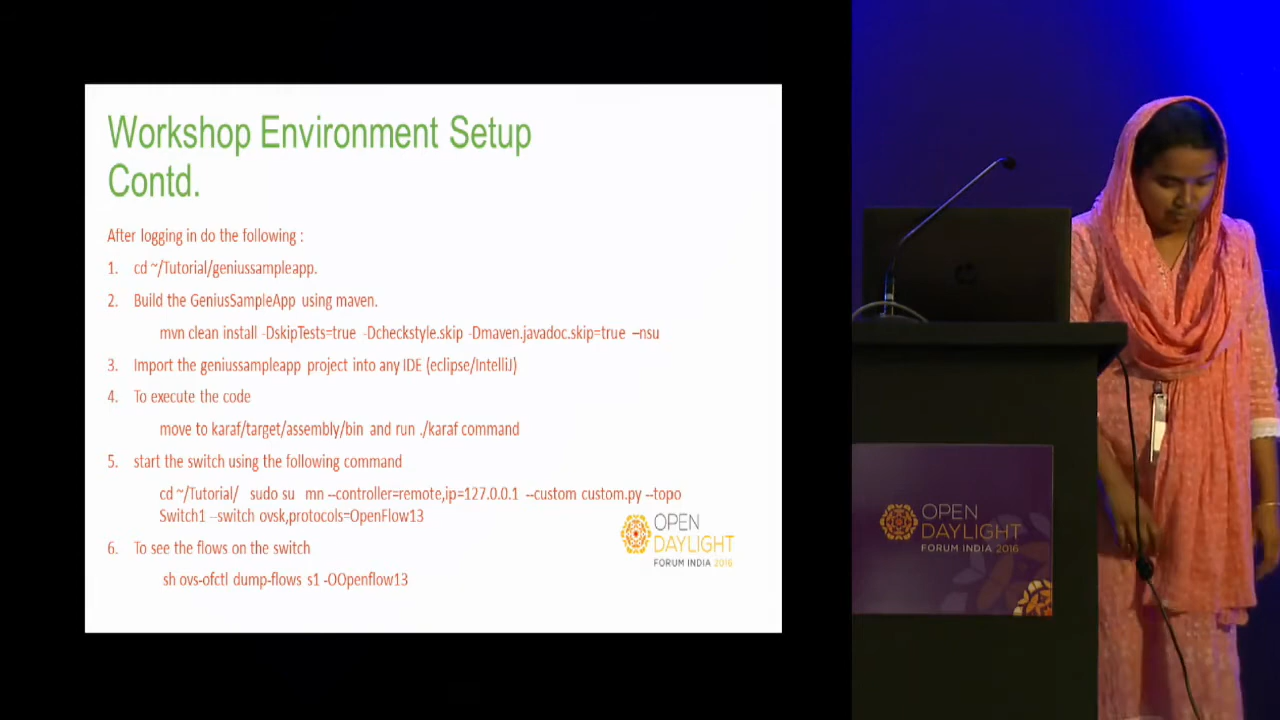 Workshop Environment Setup
Contd.
After logging in do the following :
1. cd ~/Tutorial/geniussampleapp.
2. Build the GeniusSampleApp using maven.
mvn clean install -DskipTests=true -Dcheckstyle.skip -Dmaven.javadoc.skip=true –nsu
3. Import the geniussampleapp project into any IDE (eclipse/IntelliJ)
4. To execute the code
move to karaf/target/assembly/bin and run ./karaf command
5. start the switch using the following command
cd ~/Tutorial/ sudo su mn --controller=remote,ip=127.0.0.1 --custom custom.py --topo
Switch1 --switch ovsk,protocols=OpenFlow13
6. To see the flows on the switch
sh ovs-ofctl dump-flows s1 -OOpenflow13
OPEN
DAYLIGHT
FORUM INDIA 2016
OPEN
DAYLIGHT
FORUM INDIA 2016